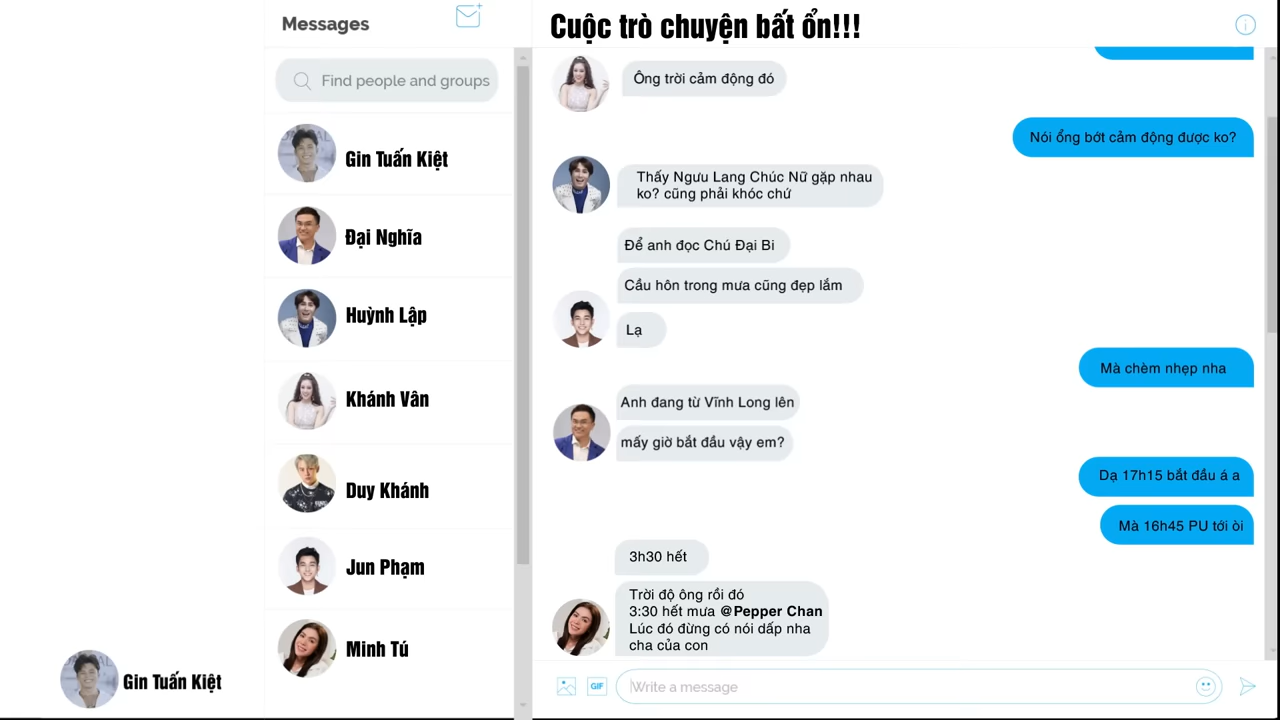 Messages
Find people and groups
Gin Tuấn Kiệt
Đại Nghĩa
Huỳnh Lập
Khánh Vân
Duy Khánh
Jun Phạm
Minh Tú
Gin Tuấn Kiệt
Cuộc trò chuyện bất ổn!!!
Ông trời cảm động đó
Nói ổng bớt cảm động được ko?
Thấy Ngưu Lang Chúc Nữ gặp nhau
ko? cũng phải khóc chứ
Để anh đọc Chú Đại Bi
Cầu hôn trong mưa cũng đẹp lắm
Lạ
Mà chèm nhẹp nha
Anh đang từ Vĩnh Long lên
mấy giờ bắt đầu vậy em?
Dạ 17h15 bắt đầu á a
Mà 16h45 PU tới òi
3h30 hết
Trời độ ông rồi đó
3:30 hết mưa @Pepper Chan
Lúc đó đừng có nói dấp nha
cha của con
GIF
Write a message